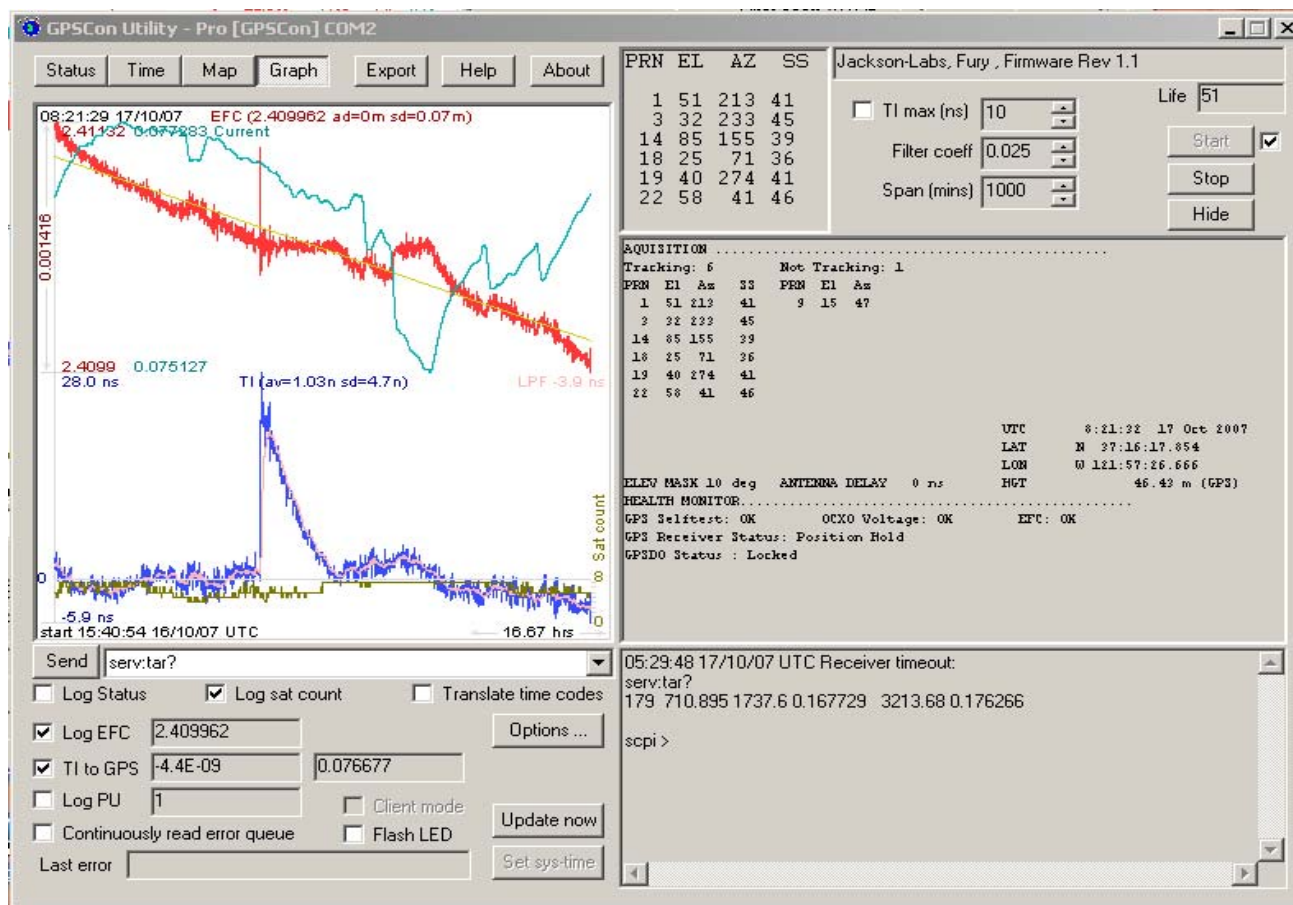 GPSCon Utility - Pro [GPSCon] COM2
Status Time Map Graph Export Help About
08:21:29 17/10/07 EFC (2.409962 ad=0m sd=0.07m)
2.41132 0.077283 Current
0.001416
2.4099 0.075127
28.0 ns TI (av=1.03n sd=4.7n) LPF -3.9 ns
0
8
Sat count
0
-5.9 ns
start 15:40:54 16/10/07 UTC 16.67 hrs
PRN EL AZ SS
1 51 213 41
3 32 233 45
14 85 155 39
18 25 71 36
19 40 274 41
22 58 41 46
Jackson-Labs, Fury , Firmware Rev 1.1
Life 51
TI max (ns) 10
Filter coeff 0.025
Span (mins) 1000
Start
Stop
Hide
AQUISITION ............................................................
Tracking: 6 Not Tracking: 1
PRN El Az SS PRN El Az
1 51 213 41 9 15 47
3 32 233 45
14 85 155 39
18 25 71 36
19 40 274 41
22 58 41 46
UTC 8:21:32 17 Oct 2007
LAT N 37:16:17.854
LON W 121:57:26.666
ELEV MASK 10 deg ANTENNA DELAY 0 ns HGT 46.43 m (GPS)
HEALTH MONITOR............................................................
GPS Selftest: OK OCXO Voltage: OK EFC: OK
GPS Receiver Status: Position Hold
GPSDO Status : Locked
Send serv:tar?
Log Status Log sat count Translate time codes
Log EFC 2.409962 Options ...
TI to GPS -4.4E-09 0.076677
Log PU 1 Client mode
Update now
Continuously read error queue Flash LED
Last error Set sys-time
05:29:48 17/10/07 UTC Receiver timeout:
serv:tar?
179 710.895 1737.6 0.167729 3213.68 0.176266
scpi >